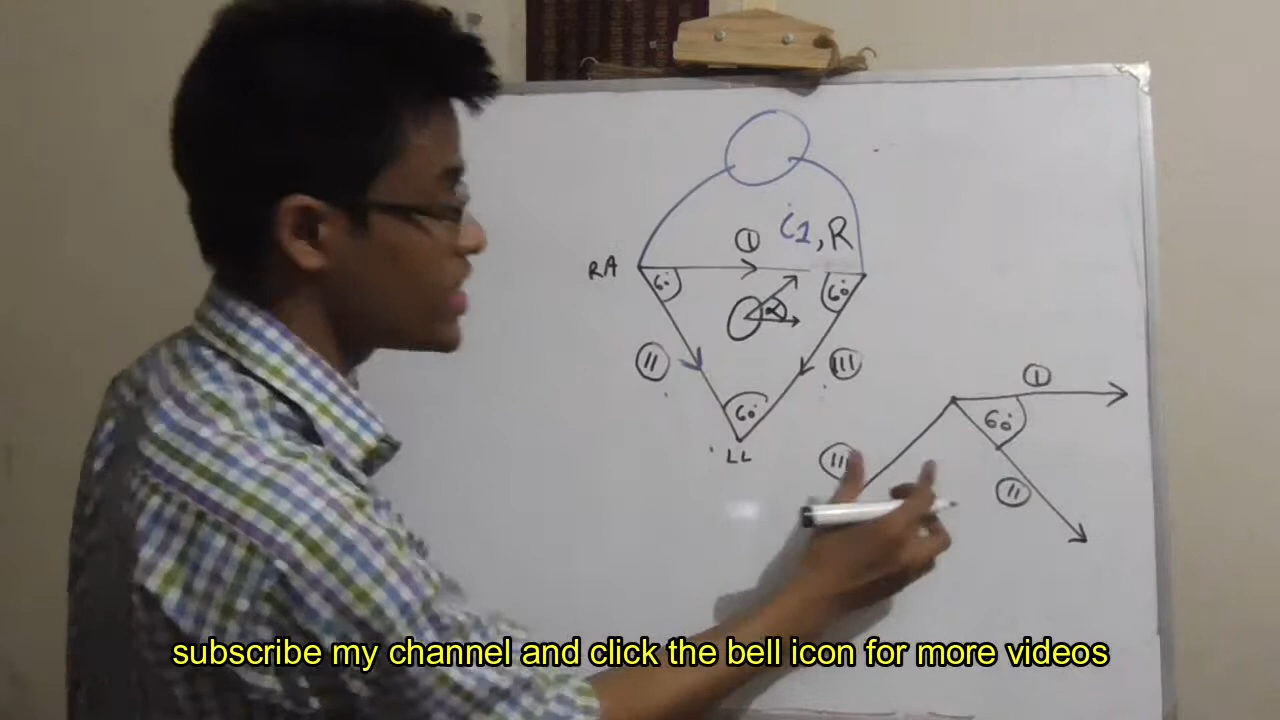 i1, R
I
RA
60°
60°
α
II
III
60°
LL
I
60°
III
II
subscribe my channel and click the bell icon for more videos